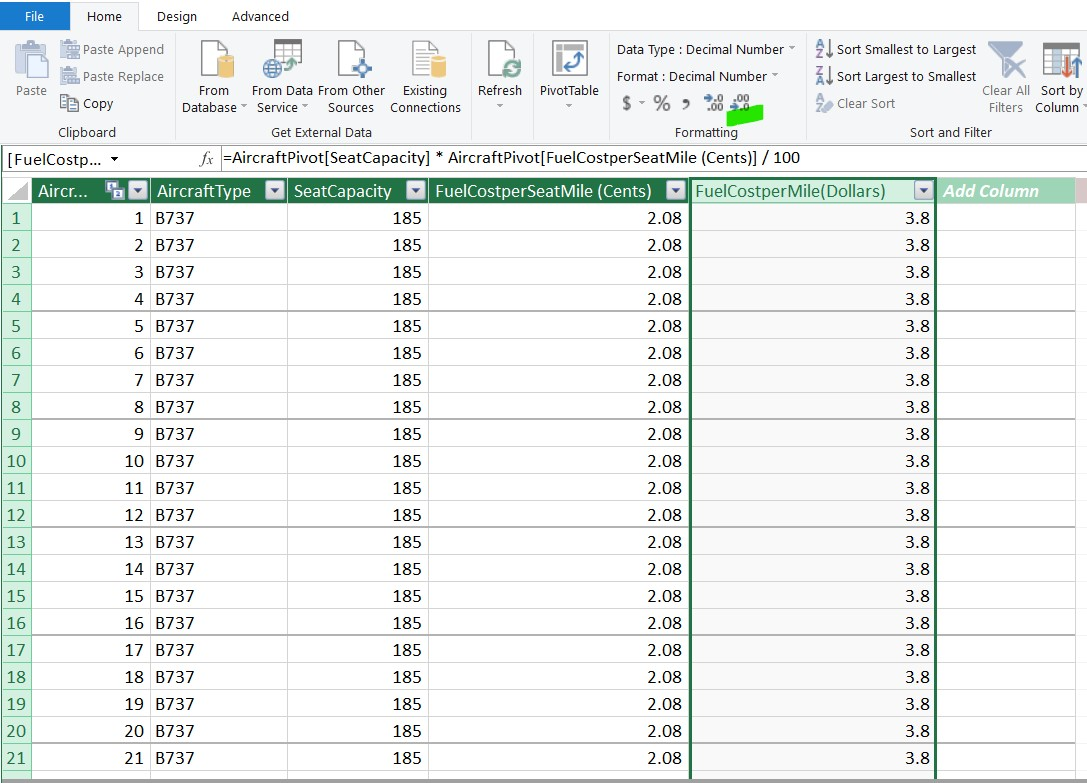 File Home Design Advanced
Paste
Paste Append
Paste Replace
Copy
Clipboard
From Database
From Data Service
From Other Sources
Existing Connections
Get External Data
Refresh
PivotTable
Data Type : Decimal Number
Format : Decimal Number
$ % , .00 .00
Formatting
Sort Smallest to Largest
Sort Largest to Smallest
Clear Sort
Clear All Filters
Sort by Column
Sort and Filter
[FuelCostp... fx =AircraftPivot[SeatCapacity] * AircraftPivot[FuelCostperSeatMile (Cents)] / 100
Aircr... AircraftType SeatCapacity FuelCostperSeatMile (Cents) FuelCostperMile(Dollars) Add Column
1 1 B737 185 2.08 3.8
2 2 B737 185 2.08 3.8
3 3 B737 185 2.08 3.8
4 4 B737 185 2.08 3.8
5 5 B737 185 2.08 3.8
6 6 B737 185 2.08 3.8
7 7 B737 185 2.08 3.8
8 8 B737 185 2.08 3.8
9 9 B737 185 2.08 3.8
10 10 B737 185 2.08 3.8
11 11 B737 185 2.08 3.8
12 12 B737 185 2.08 3.8
13 13 B737 185 2.08 3.8
14 14 B737 185 2.08 3.8
15 15 B737 185 2.08 3.8
16 16 B737 185 2.08 3.8
17 17 B737 185 2.08 3.8
18 18 B737 185 2.08 3.8
19 19 B737 185 2.08 3.8
20 20 B737 185 2.08 3.8
21 21 B737 185 2.08 3.8